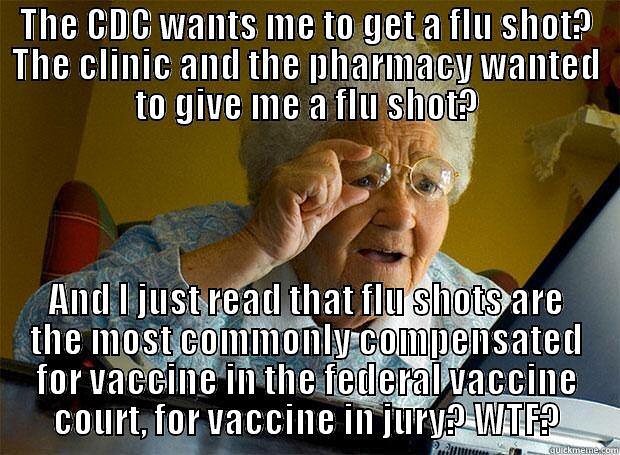 The CDC wants me to get a flu shot?
The clinic and the pharmacy wanted
to give me a flu shot?
And I just read that flu shots are
the most commonly compensated
for vaccine in the federal vaccine
court, for vaccine in jury? WTF?
quickmeme.com